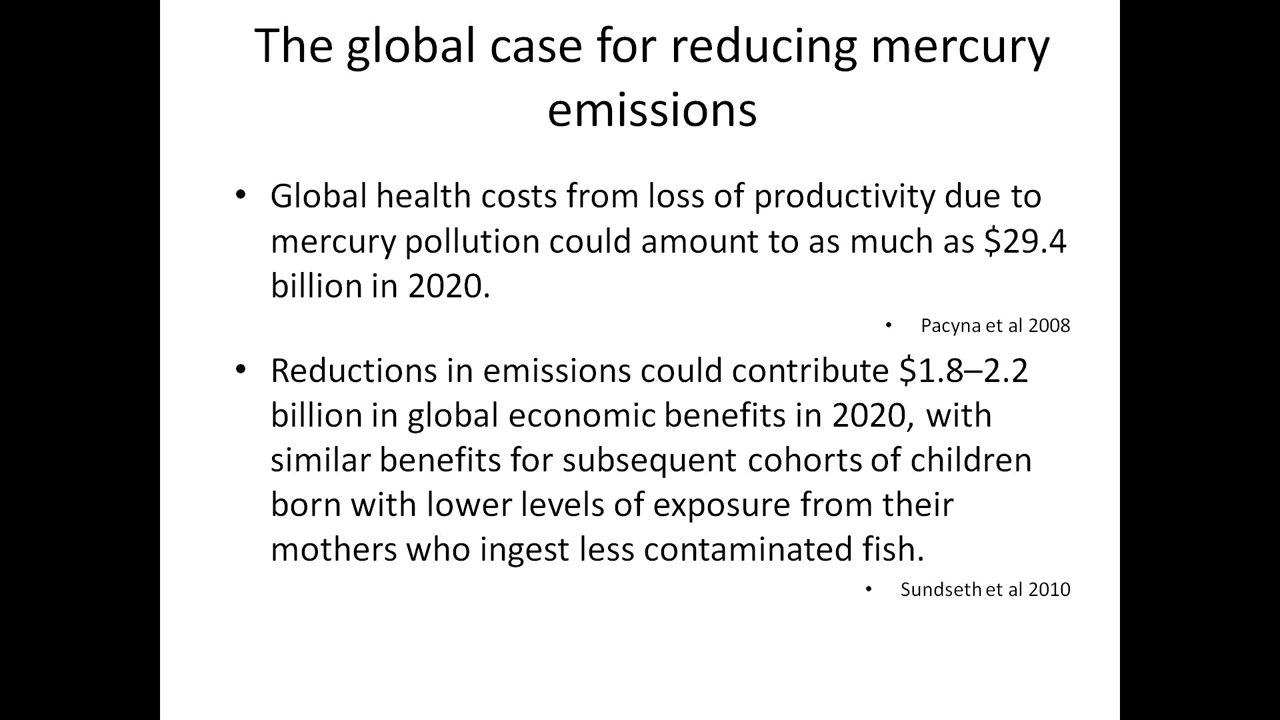 The global case for reducing mercury
emissions
• Global health costs from loss of productivity due to
mercury pollution could amount to as much as $29.4
billion in 2020.
• Pacyna et al 2008
• Reductions in emissions could contribute $1.8–2.2
billion in global economic benefits in 2020, with
similar benefits for subsequent cohorts of children
born with lower levels of exposure from their
mothers who ingest less contaminated fish.
• Sundseth et al 2010